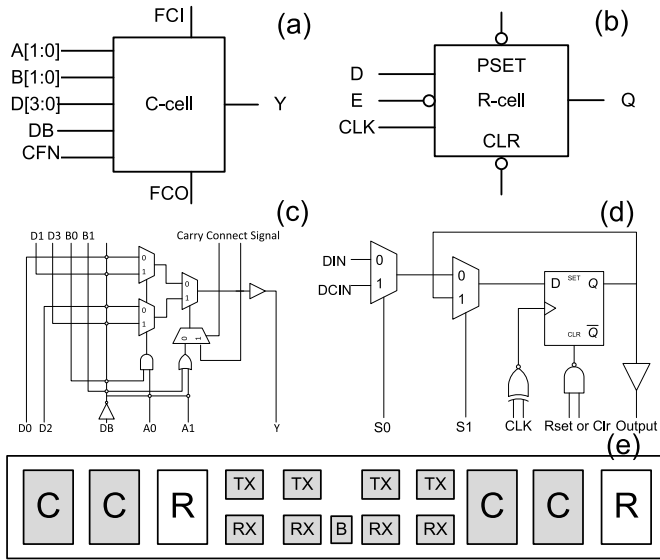 FCI
(a)
A[1:0]
B[1:0]
D[3:0]
DB
CFN
C-cell
Y
FCO
(b)
PSET
D
E
CLK
R-cell
Q
CLR
(c)
D1 D3 B0 B1 Carry Connect Signal
0
1
0
1
0
1
0 1
D0 D2 DB A0 A1 Y
(d)
DIN
DCIN
0
1
0
1
D SET Q
CLR Q
S0 S1 CLK Rset or Clr Output
(e)
C C R TX TX TX TX C C R
RX RX B RX RX